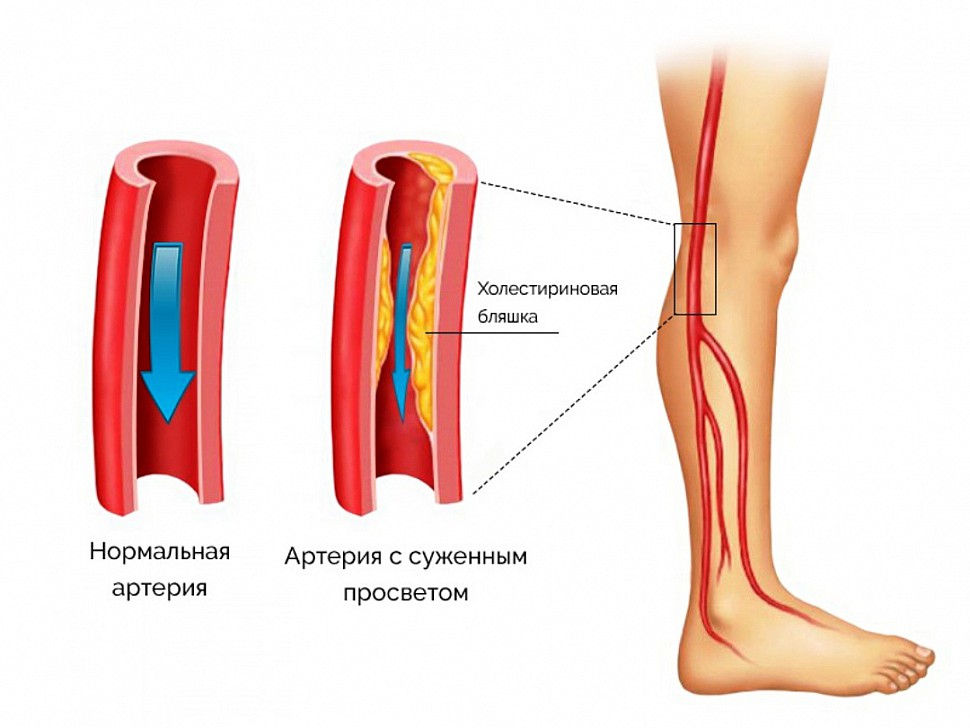 Холестириновая
бляшка
Нормальная
артерия
Артерия с суженным
просветом